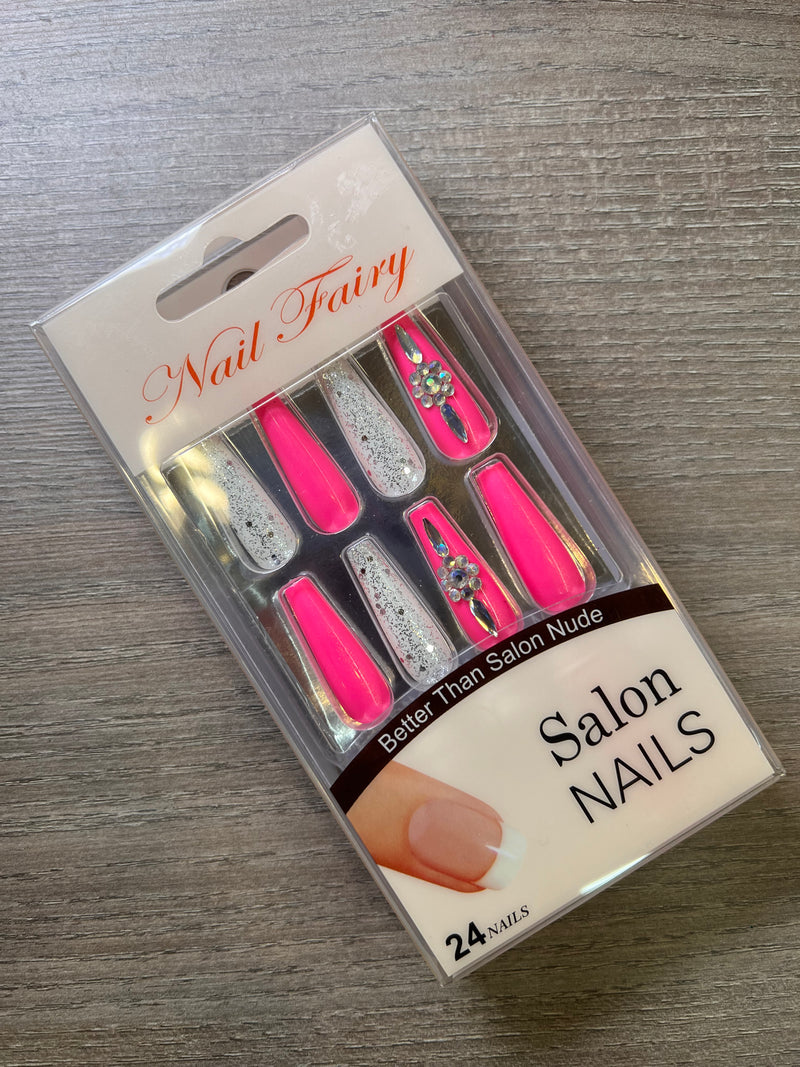 Nail Fairy
Better Than Salon Nude
Salon
NAILS
24 NAILS